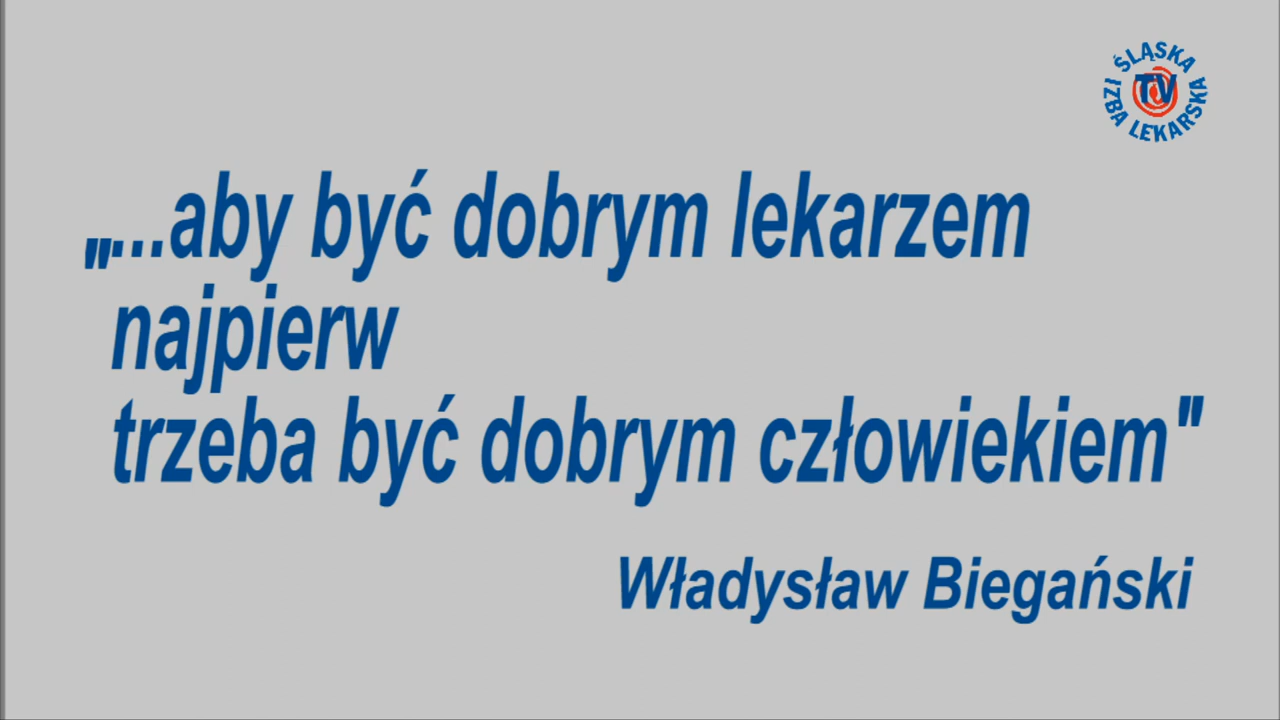 ŚLĄSKA
TV
IZBA LEKARSKA
„...aby być dobrym lekarzem
najpierw
trzeba być dobrym człowiekiem"
Władysław Biegański